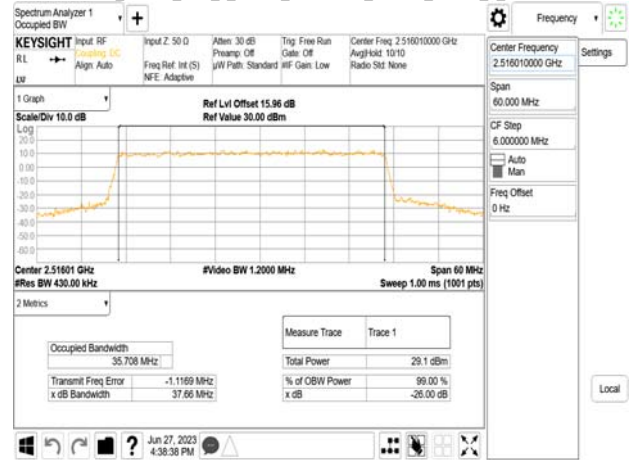 Spectrum Analyzer 1
Occupied BW
Frequency
KEYSIGHT
Input: RF
Coupling: DC
Align: Auto
Input Z: 50 Ω
Freq Ref: Int (S)
NFE: Adaptive
Atten: 30 dB
Preamp: Off
µW Path: Standard
Trig: Free Run
Gate: Off
#IF Gain: Low
Center Freq: 2.516010000 GHz
Avg|Hold: 10/10
Radio Std: None
RL
LVI
Center Frequency
2.516010000 GHz
Settings
Span
60.000 MHz
CF Step
6.000000 MHz
Auto
Man
Freq Offset
0 Hz
Local
1 Graph
Scale/Div 10.0 dB
Ref Lvl Offset 15.96 dB
Ref Value 30.00 dBm
Log
20.0
10.0
0.00
-10.0
-20.0
-30.0
-40.0
-50.0
-60.0
Center 2.51601 GHz
#Video BW 1.2000 MHz
Span 60 MHz
#Res BW 430.00 kHz
Sweep 1.00 ms (1001 pts)
2 Metrics
Measure Trace Trace 1
Occupied Bandwidth
35.708 MHz
Total Power 29.1 dBm
Transmit Freq Error -1.1169 MHz
% of OBW Power 99.00 %
x dB Bandwidth 37.66 MHz
x dB -26.00 dB
Jun 27, 2023
4:38:38 PM